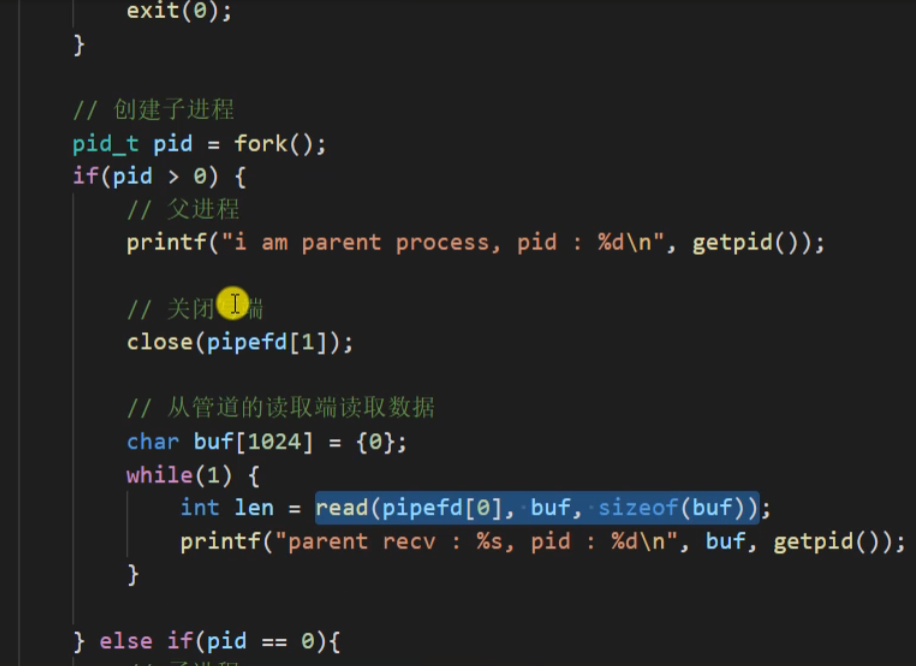 exit(0);
}
// 创建子进程
pid_t pid = fork();
if(pid > 0) {
// 父进程
printf("i am parent process, pid : %d\n", getpid());
// 关闭 端
close(pipefd[1]);
// 从管道的读取端读取数据
char buf[1024] = {0};
while(1) {
int len = read(pipefd[0], buf, sizeof(buf));
printf("parent recv : %s, pid : %d\n", buf, getpid());
}
} else if(pid == 0){